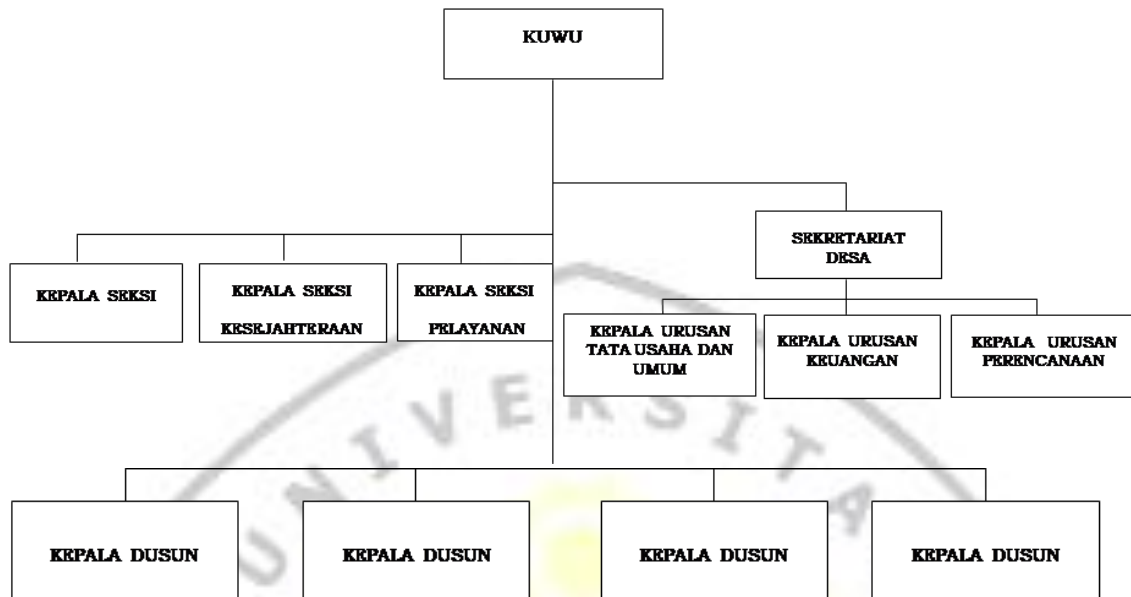 KUWU
SEKRETARIAT
DESA
KEPALA SEKSI
KEPALA SEKSI
KESEJAHTERAAN
KEPALA SEKSI
PELAYANAN
KEPALA URUSAN
TATA USAHA DAN
UMUM
KEPALA URUSAN
KEUANGAN
KEPALA URUSAN
PERENCANAAN
UNIVERSITA
KEPALA DUSUN
KEPALA DUSUN
KEPALA DUSUN
KEPALA DUSUN